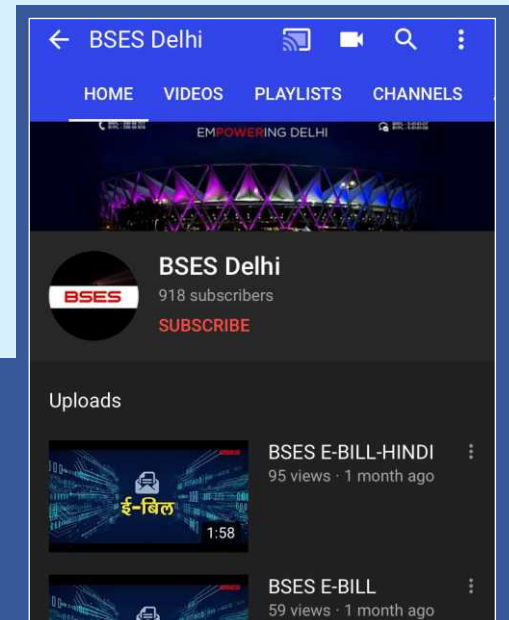 BSES Delhi
HOME VIDEOS PLAYLISTS CHANNELS
EMPOWERING DELHI
BSES
BSES Delhi
918 subscribers
SUBSCRIBE
Uploads
BSES E-BILL-HINDI
95 views · 1 month ago
ई-बिल
1:58
BSES E-BILL
59 views · 1 month ago